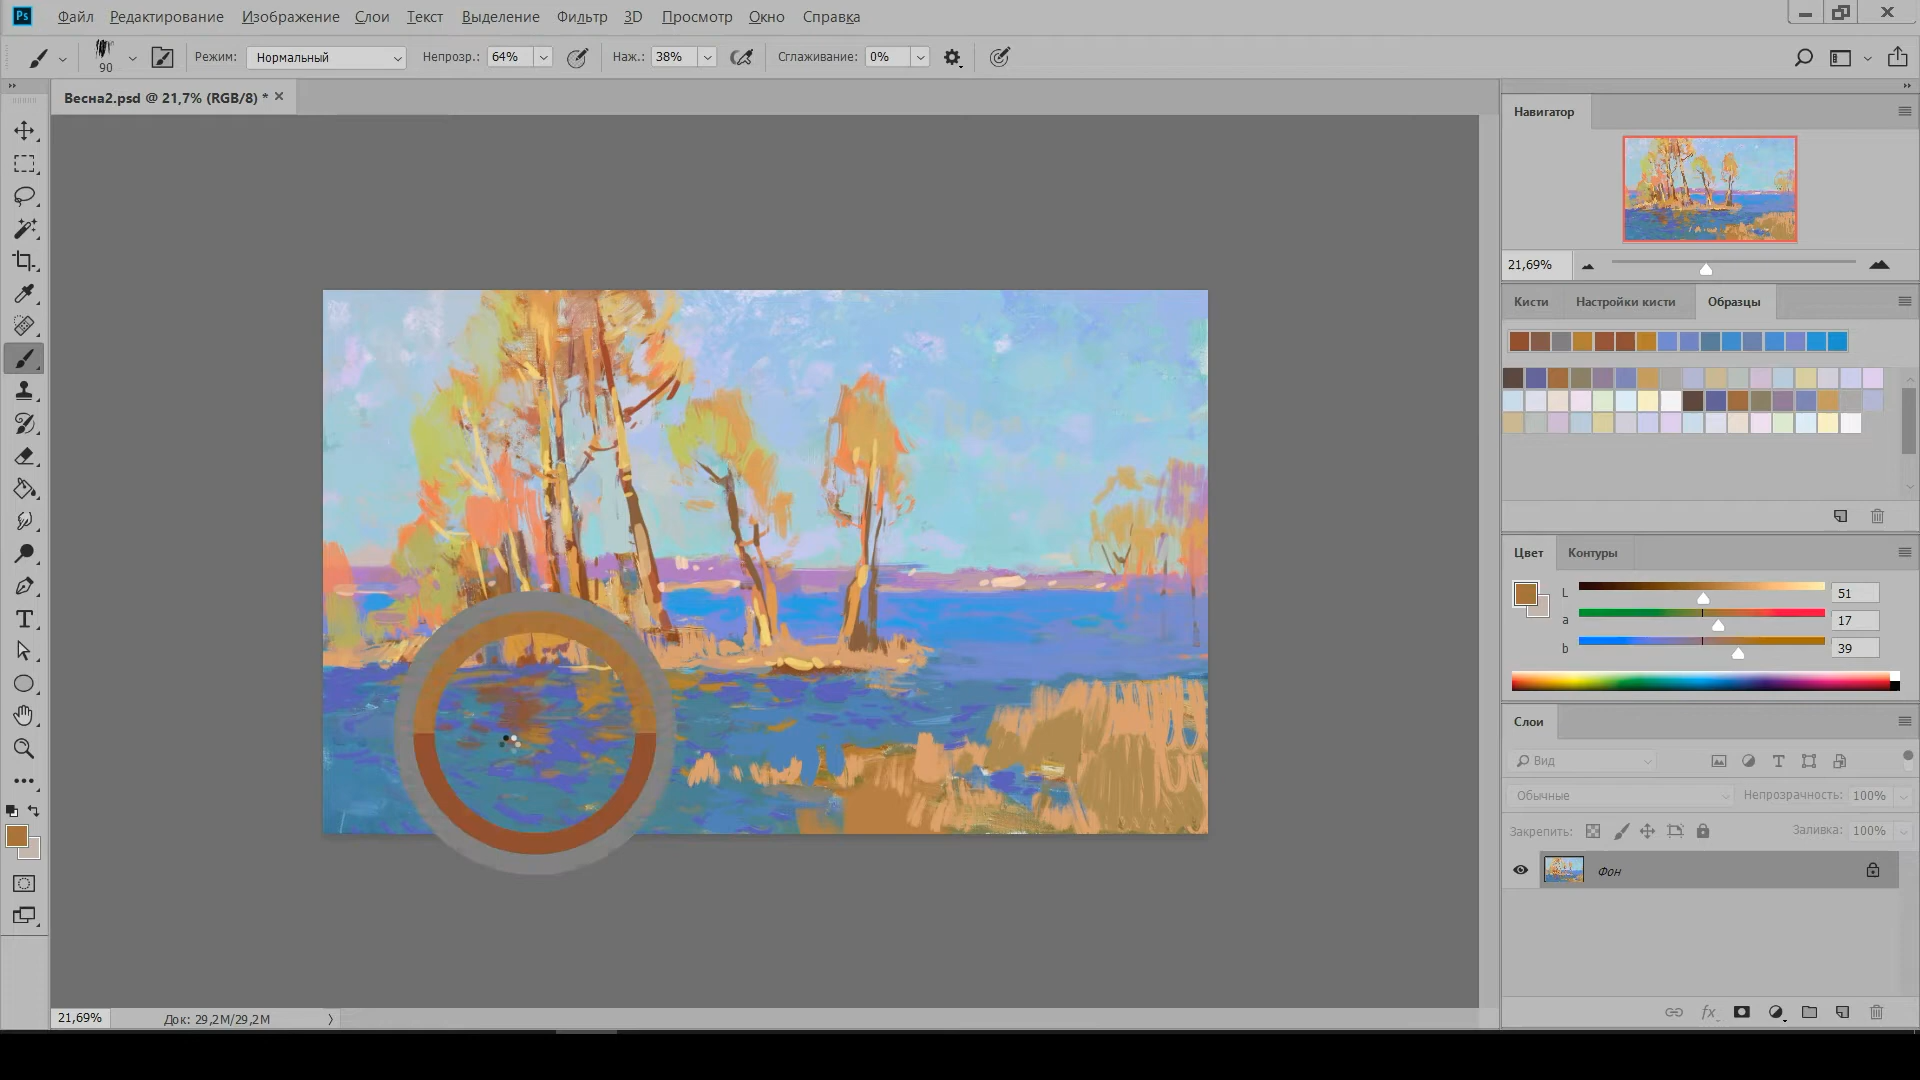 Ps Файл Редактирование Изображение Слои Текст Выделение Фильтр 3D Просмотр Окно Справка
90 Режим: Нормальный Непрозр.: 64% Наж.: 38% Сглаживание: 0%
Весна2.psd @ 21,7% (RGB/8) *
Навигатор
21,69%
Кисти Настройки кисти Образцы
Цвет Контуры
L 51
a 17
b 39
Слои
Вид
Обычные Непрозрачность: 100%
Закрепить: Заливка: 100%
Фон
fx
21,69% Док: 29,2M/29,2M